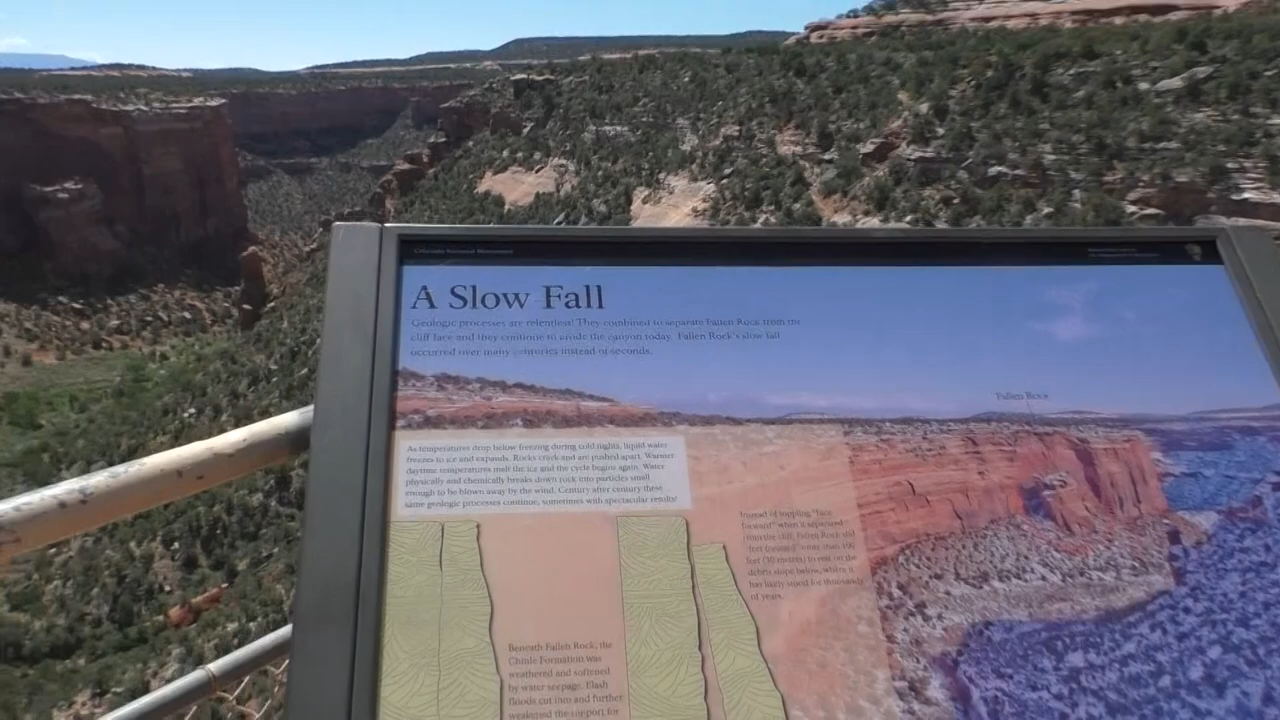 Colorado National Monument
A Slow Fall
Geologic processes are relentless! They combined to separate Fallen Rock from the
cliff face and they continue to erode the canyon today. Fallen Rock's slow fall
occurred over many centuries instead of seconds.
Fallen Rock
As temperatures drop below freezing during cold nights, liquid water
freezes to ice and expands. Rocks crack and are pushed apart. Warmer
daytime temperatures melt the ice and the cycle begins again. Water
physically and chemically breaks down rock into particles small
enough to be blown away by the wind. Century after century these
same geologic processes continue, sometimes with spectacular results!
Instead of toppling "face
forward" when it separated
from the cliff, Fallen Rock slid
feet more than 100
feet (30 meters) to rest on the
debris slope below, where it
has likely stood for thousands
of years.
Beneath Fallen Rock, the
Chinle Formation was
weathered and softened
by water seepage. Flash
floods cut into and further
weakened the support for